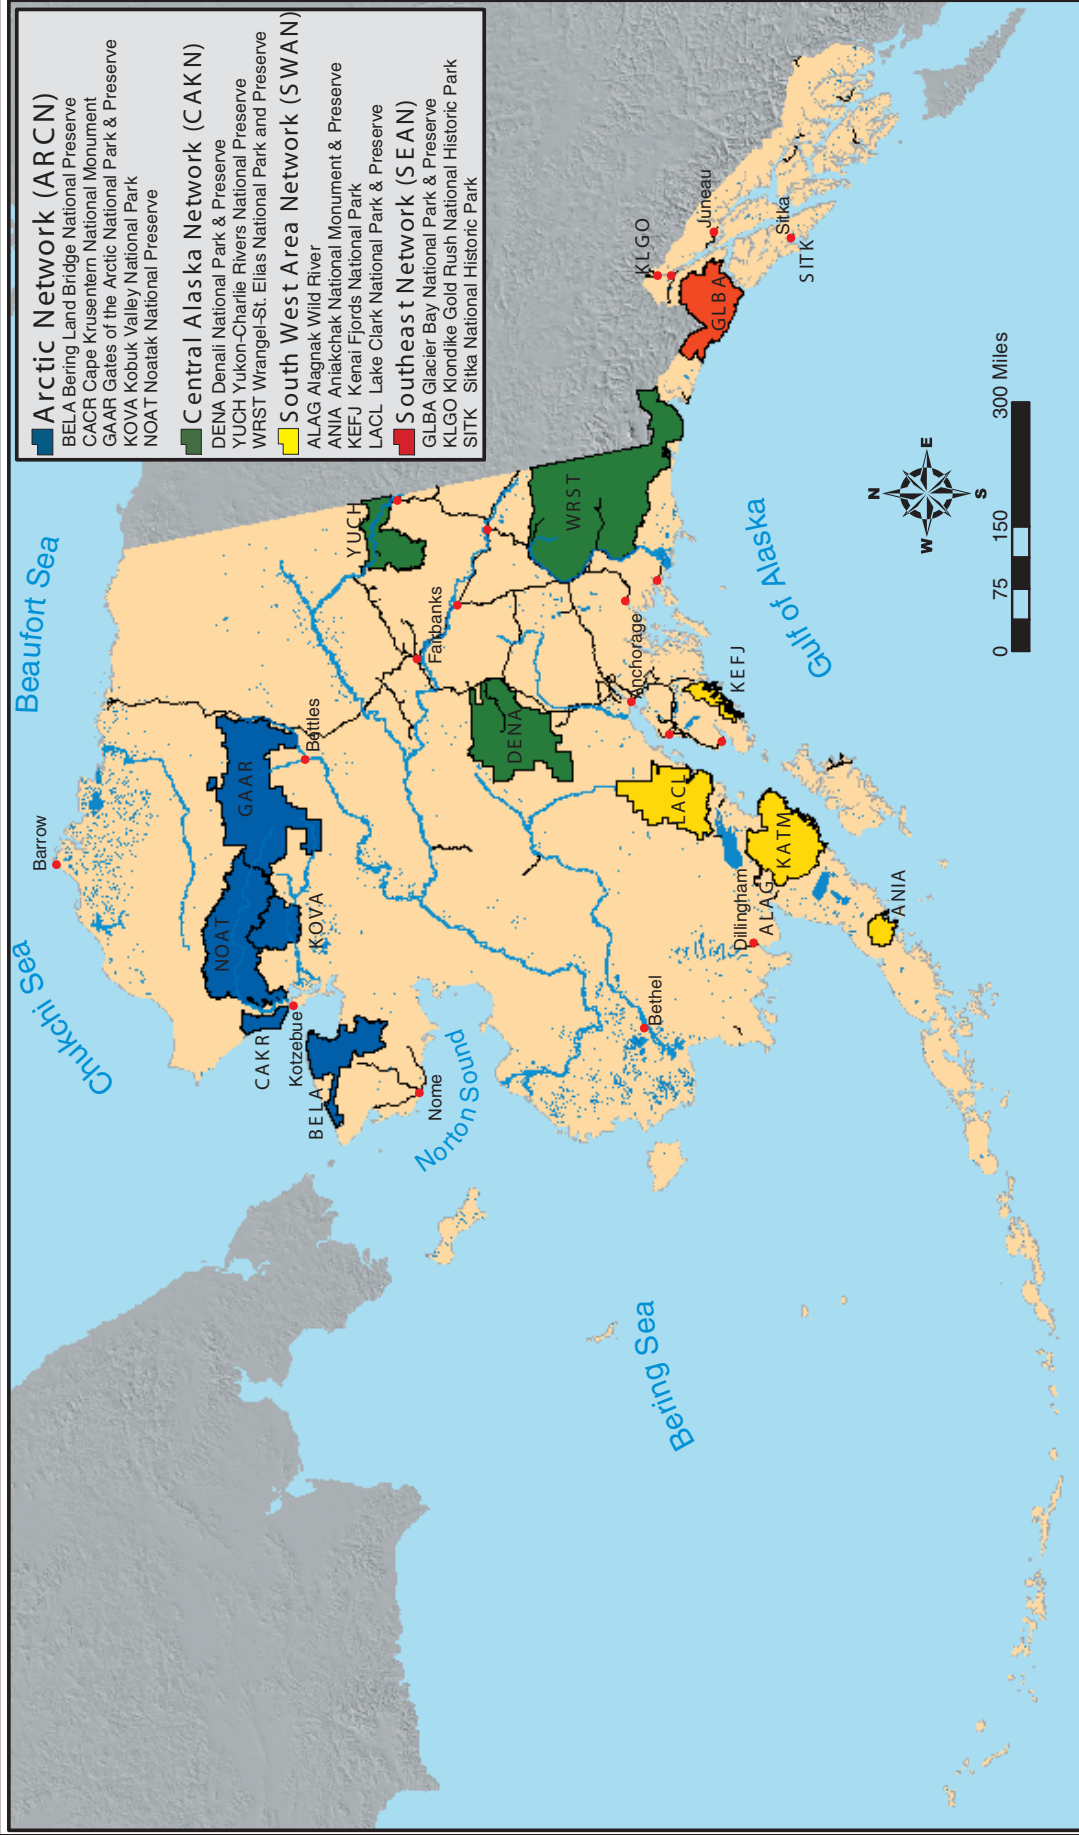 Arctic Network (ARCN)
BELA Bering Land Bridge National Preserve
CACR Cape Krusentern National Monument
GAAR Gates of the Arctic National Park & Preserve
KOVA Kobuk Valley National Park
NOAT Noatak National Preserve
Central Alaska Network (CAKN)
DENA Denali National Park & Preserve
YUCH Yukon-Charlie Rivers National Preserve
WRST Wrangel-St. Elias National Park and Preserve
South West Area Network (SWAN)
ALAG Alagnak Wild River
ANIA Aniakchak National Monument & Preserve
KEFJ Kenai Fjords National Park
LACL Lake Clark National Park & Preserve
Southeast Network (SEAN)
GLBA Glacier Bay National Park & Preserve
KLGO Klondike Gold Rush National Historic Park
SITK Sitka National Historic Park
Beaufort Sea
Chukchi Sea
Barrow
NOAT
GAAR
KOVA
CAKR
Kotzebue
BELA
Bettles
Nome
Norton Sound
YUCH
Fairbanks
DENA
WRST
Bethel
Anchorage
LACL
KEFJ
Dillingham
ALAG
KATM
ANIA
KLGO
Juneau
GLBA
Sitka
SITK
Bering Sea
Gulf of Alaska
N
W
E
S
0 75 150 300 Miles